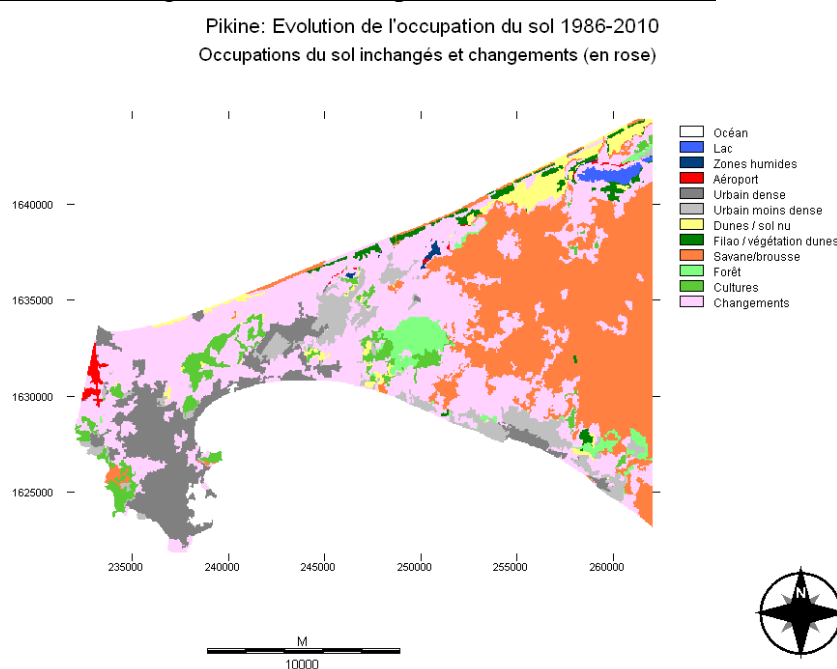 Pikine: Evolution de l'occupation du sol 1986-2010
Occupations du sol inchangés et changements (en rose)
Océan
Lac
Zones humides
Aéroport
Urbain dense
Urbain moins dense
Dunes / sol nu
Filao / végétation dunes
Savane/brousse
Forêt
Cultures
Changements
1640000
1635000
1630000
1625000
235000 240000 245000 250000 255000 260000
N
M
10000